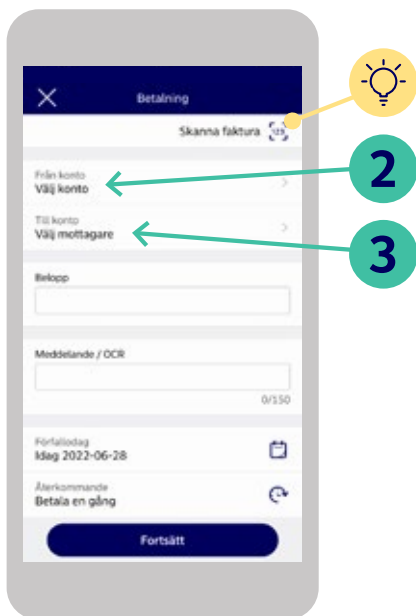 Betalning
Skanna faktura
Från konto
Välj konto
2
Till konto
Välj mottagare
3
Belopp
Meddelande / OCR
0/150
Förfallodag
Idag 2022-06-28
Återkommande
Betala en gång
Fortsätt